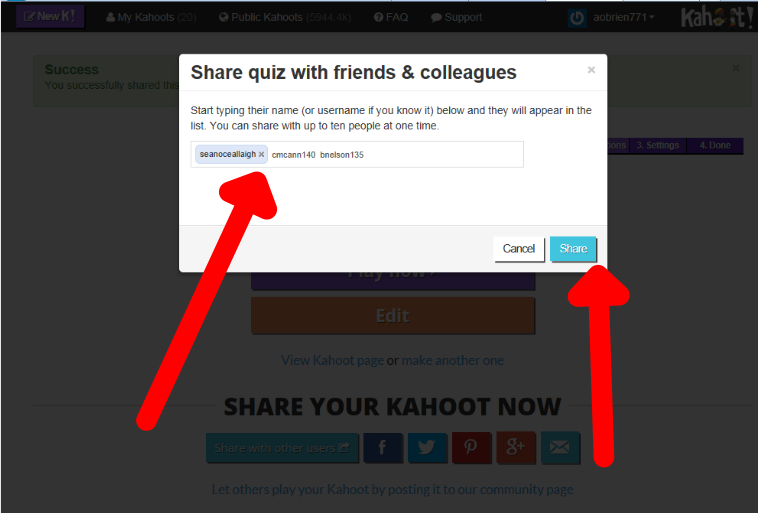 New K!
My Kahoots (20)
Public Kahoots (5944.4k)
FAQ
Support
aobrien771
Kahoot!
Success
You successfully shared this
Share quiz with friends & colleagues
×
Start typing their name (or username if you know it) below and they will appear in the
list. You can share with up to ten people at one time.
seanoceallaigh × cmcann140 bnelson135
3. Settings
4. Done
Cancel
Share
Play now
Edit
View Kahoot page or make another one
SHARE YOUR KAHOOT NOW
Share with other users
Let others play your Kahoot by posting it to our community page